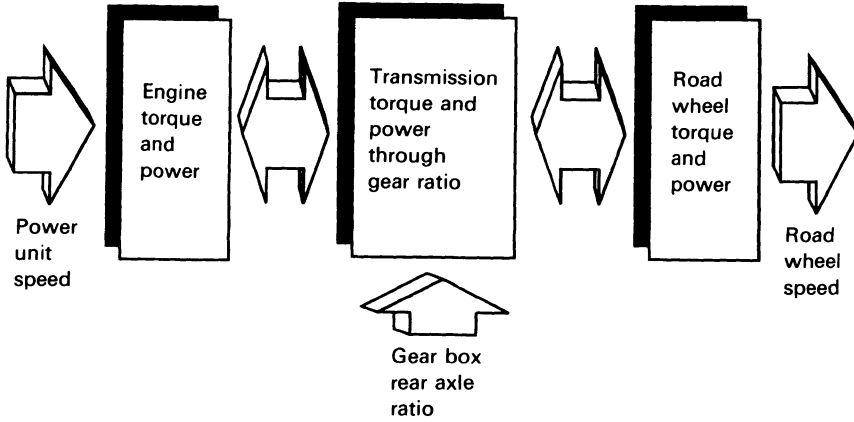 Engine
torque
and
power
Transmission
torque and
power
through
gear ratio
Road
wheel
torque
and
power
Power
unit
speed
Road
wheel
speed
Gear box
rear axle
ratio